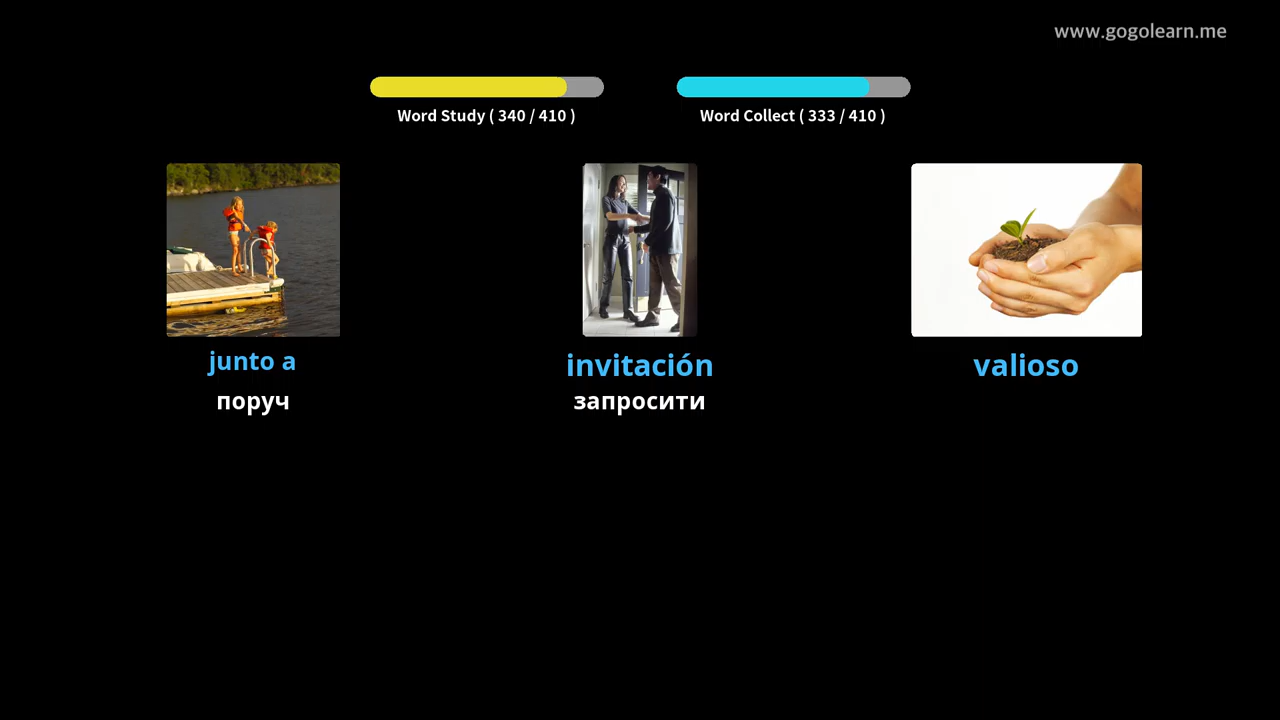 www.gogolearn.me
Word Study ( 340 / 410 )
Word Collect ( 333 / 410 )
junto a
поруч
invitación
запросити
valioso